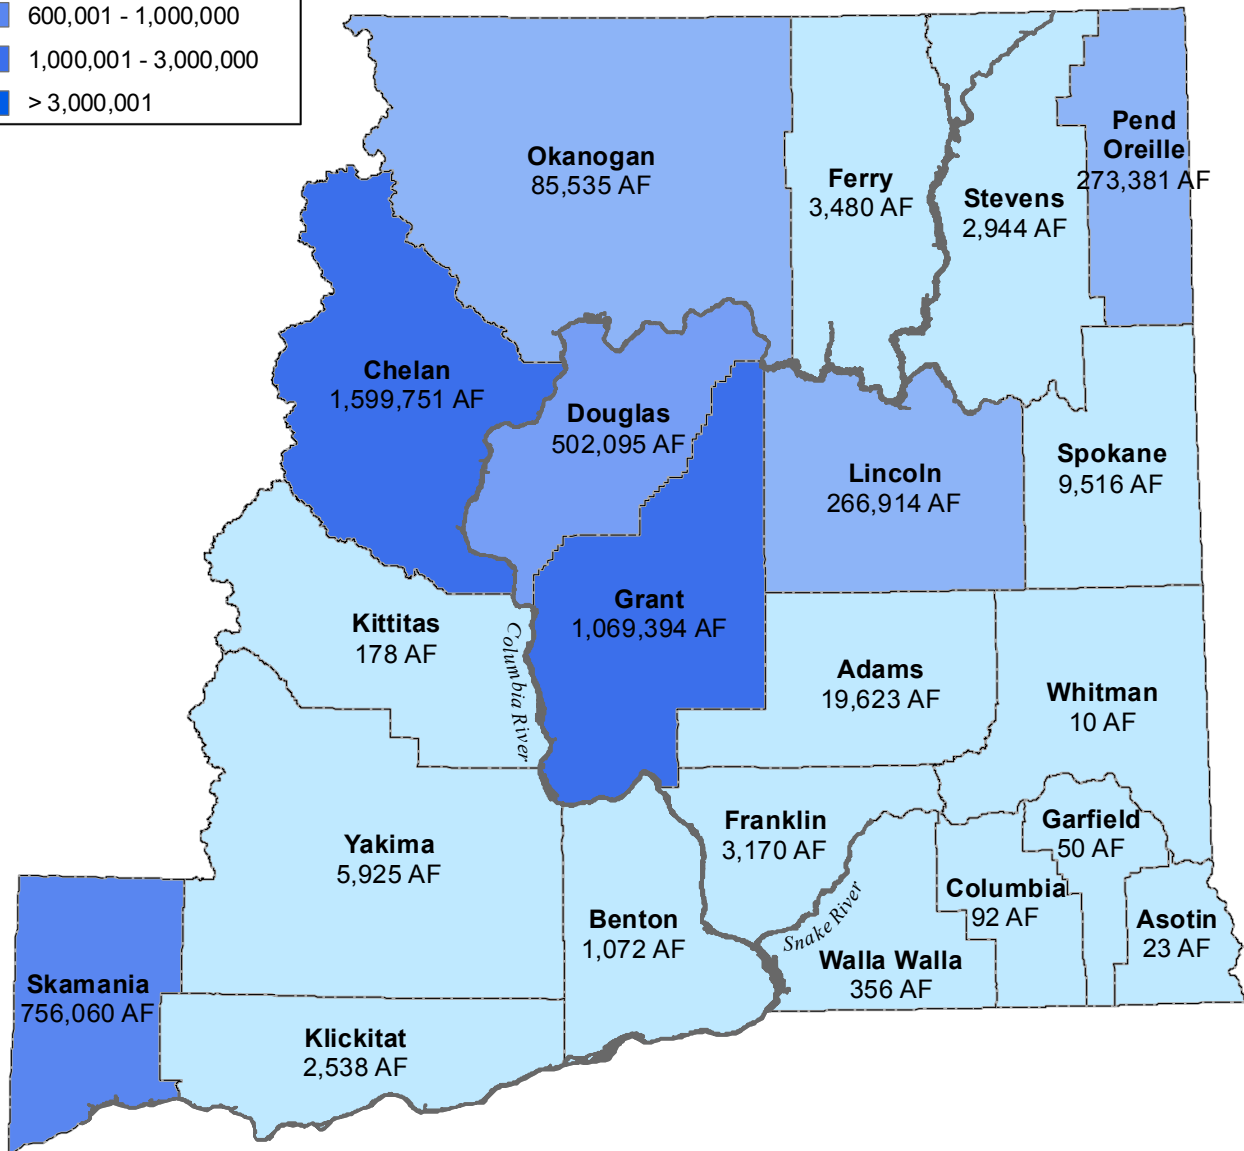 600,001 - 1,000,000
1,000,001 - 3,000,000
> 3,000,001
Okanogan
85,535 AF
Ferry
3,480 AF
Stevens
2,944 AF
Pend
Oreille
273,381 AF
Chelan
1,599,751 AF
Douglas
502,095 AF
Lincoln
266,914 AF
Spokane
9,516 AF
Kittitas
178 AF
Columbia River
Grant
1,069,394 AF
Adams
19,623 AF
Whitman
10 AF
Yakima
5,925 AF
Franklin
3,170 AF
Garfield
50 AF
Benton
1,072 AF
Snake River
Columbia
92 AF
Asotin
23 AF
Walla Walla
356 AF
Skamania
756,060 AF
Klickitat
2,538 AF